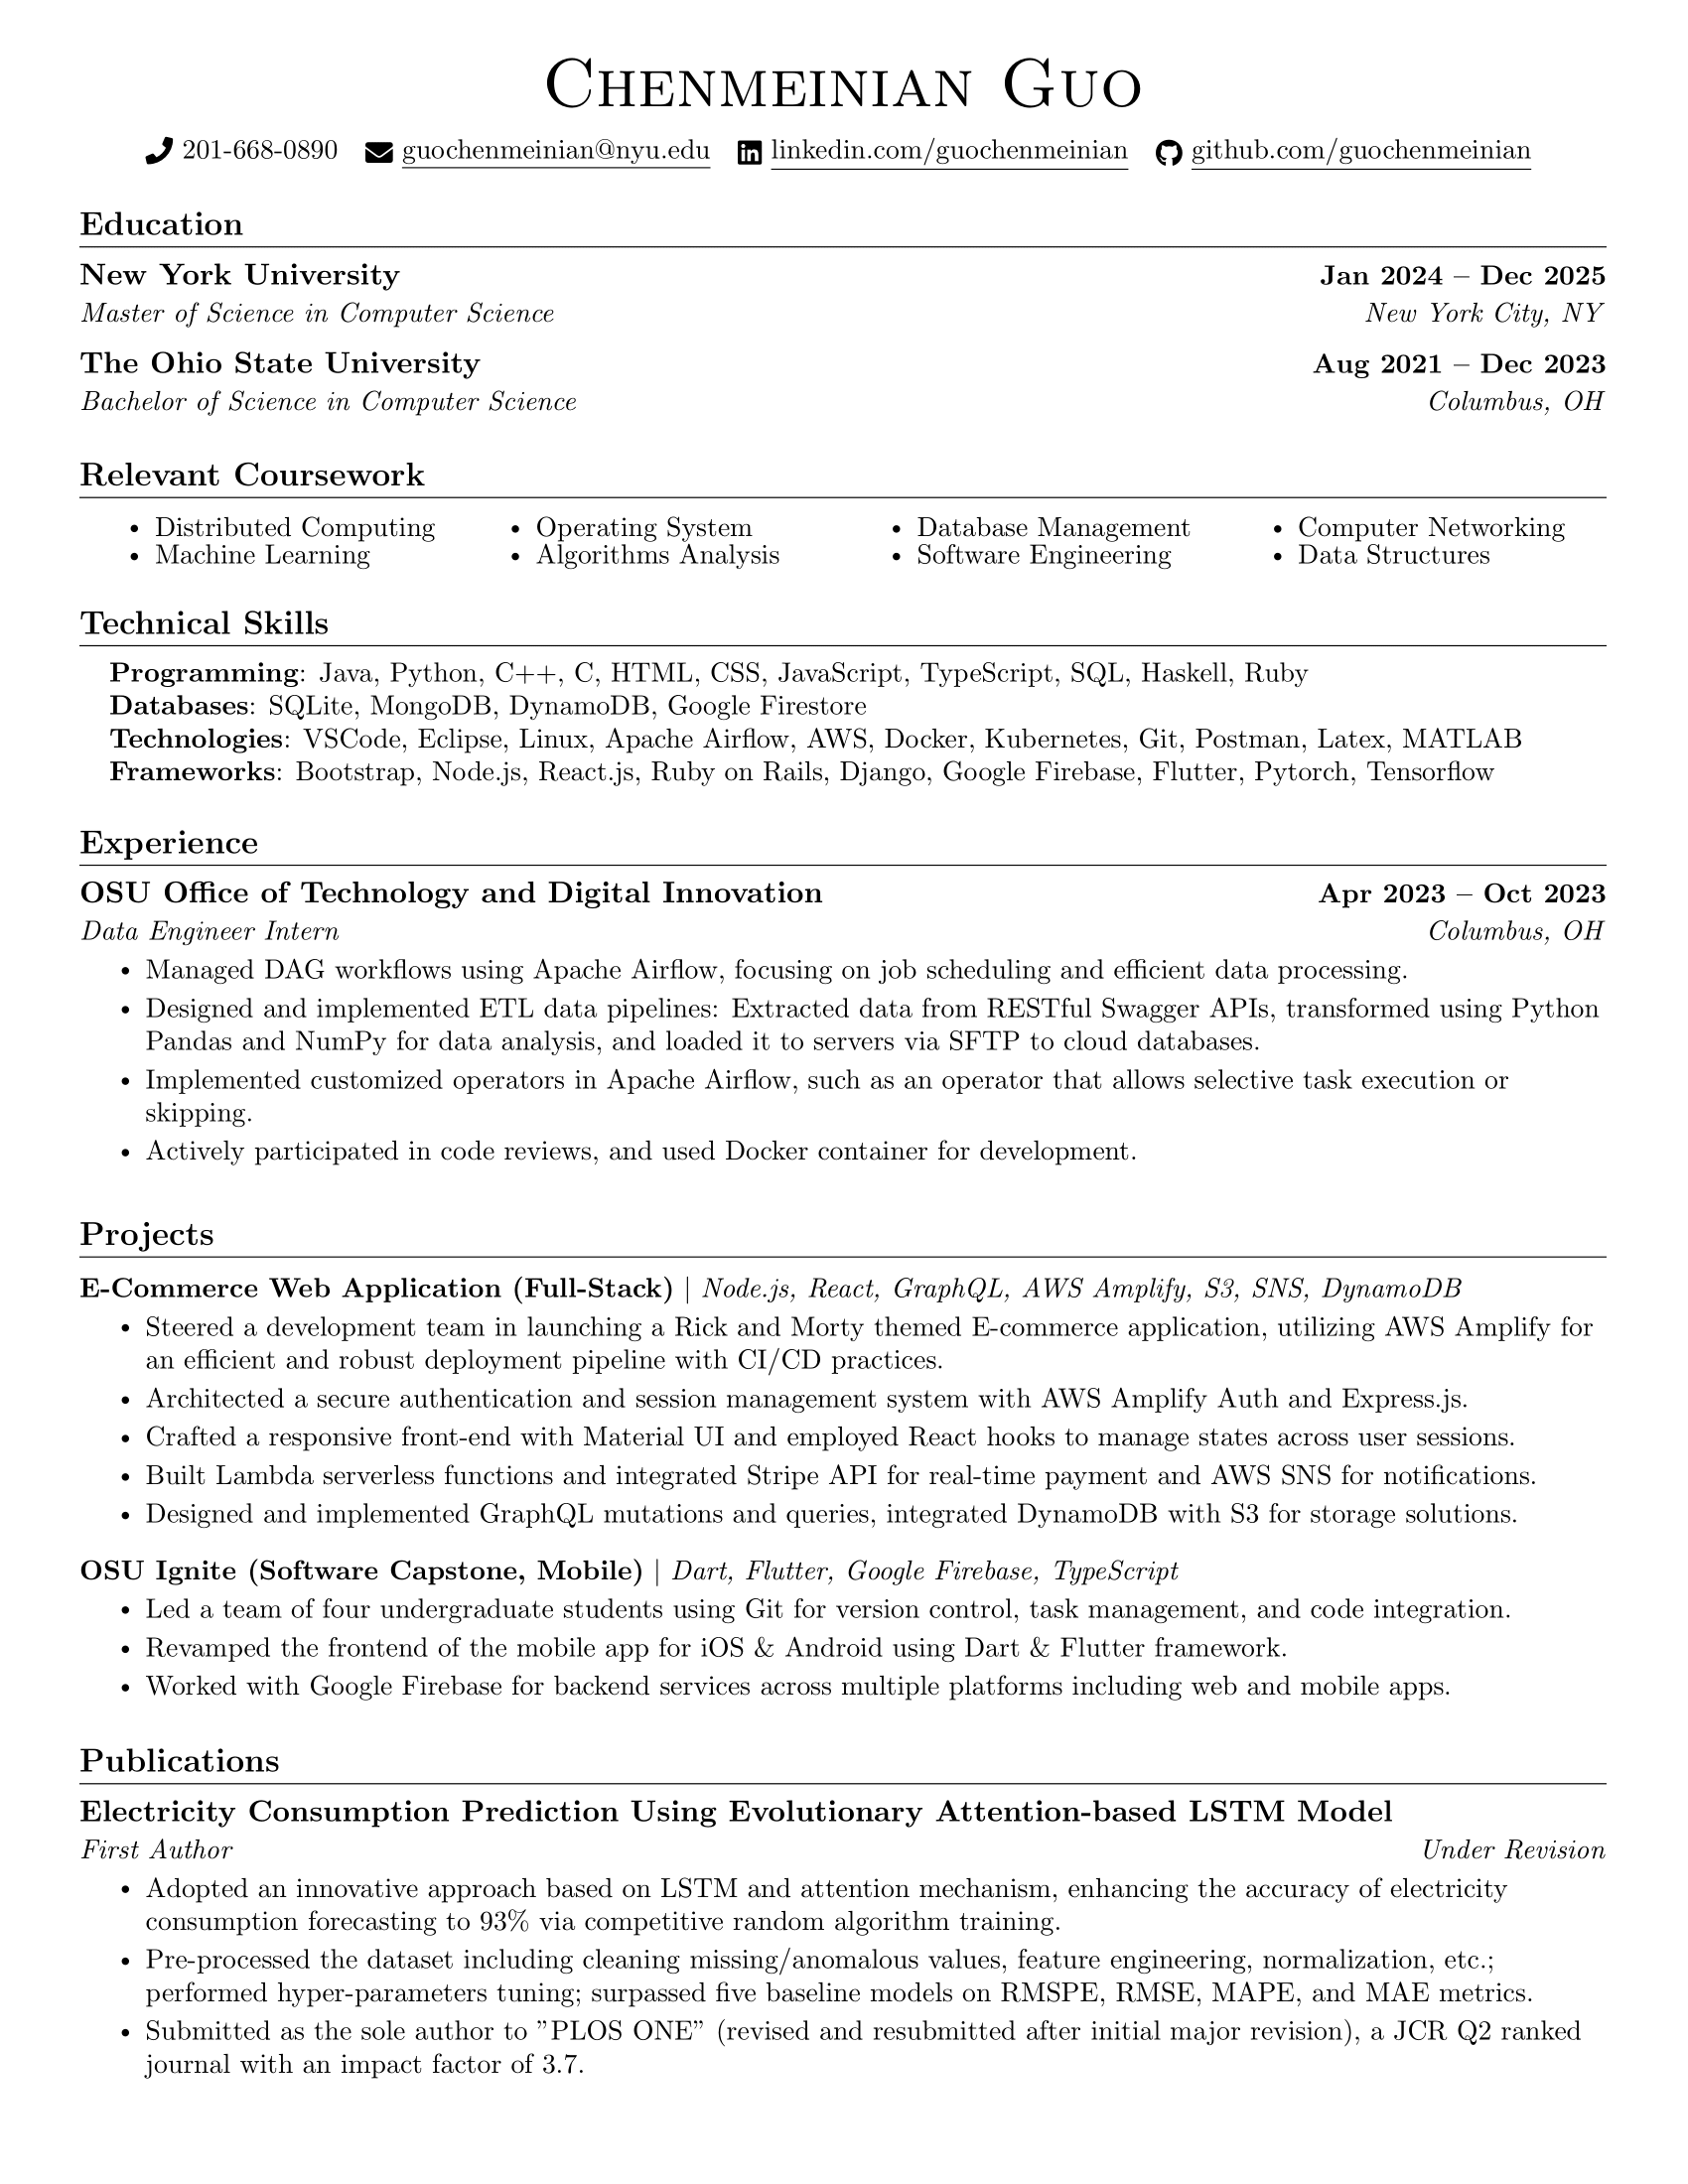 Chenmeinian Guo
201-668-0890 guochenmeinian@nyu.edu linkedin.com/guochenmeinian github.com/guochenmeinian
Education
New York University Jan 2024 – Dec 2025
Master of Science in Computer Science New York City, NY
The Ohio State University Aug 2021 – Dec 2023
Bachelor of Science in Computer Science Columbus, OH
Relevant Coursework
• Distributed Computing • Operating System • Database Management • Computer Networking
• Machine Learning • Algorithms Analysis • Software Engineering • Data Structures
Technical Skills
Programming: Java, Python, C++, C, HTML, CSS, JavaScript, TypeScript, SQL, Haskell, Ruby
Databases: SQLite, MongoDB, DynamoDB, Google Firestore
Technologies: VSCode, Eclipse, Linux, Apache Airflow, AWS, Docker, Kubernetes, Git, Postman, Latex, MATLAB
Frameworks: Bootstrap, Node.js, React.js, Ruby on Rails, Django, Google Firebase, Flutter, Pytorch, Tensorflow
Experience
OSU Office of Technology and Digital Innovation Apr 2023 – Oct 2023
Data Engineer Intern Columbus, OH
• Managed DAG workflows using Apache Airflow, focusing on job scheduling and efficient data processing.
• Designed and implemented ETL data pipelines: Extracted data from RESTful Swagger APIs, transformed using Python
Pandas and NumPy for data analysis, and loaded it to servers via SFTP to cloud databases.
• Implemented customized operators in Apache Airflow, such as an operator that allows selective task execution or
skipping.
• Actively participated in code reviews, and used Docker container for development.
Projects
E-Commerce Web Application (Full-Stack) | Node.js, React, GraphQL, AWS Amplify, S3, SNS, DynamoDB
• Steered a development team in launching a Rick and Morty themed E-commerce application, utilizing AWS Amplify for
an efficient and robust deployment pipeline with CI/CD practices.
• Architected a secure authentication and session management system with AWS Amplify Auth and Express.js.
• Crafted a responsive front-end with Material UI and employed React hooks to manage states across user sessions.
• Built Lambda serverless functions and integrated Stripe API for real-time payment and AWS SNS for notifications.
• Designed and implemented GraphQL mutations and queries, integrated DynamoDB with S3 for storage solutions.
OSU Ignite (Software Capstone, Mobile) | Dart, Flutter, Google Firebase, TypeScript
• Led a team of four undergraduate students using Git for version control, task management, and code integration.
• Revamped the frontend of the mobile app for iOS & Android using Dart & Flutter framework.
• Worked with Google Firebase for backend services across multiple platforms including web and mobile apps.
Publications
Electricity Consumption Prediction Using Evolutionary Attention-based LSTM Model
First Author Under Revision
• Adopted an innovative approach based on LSTM and attention mechanism, enhancing the accuracy of electricity
consumption forecasting to 93% via competitive random algorithm training.
• Pre-processed the dataset including cleaning missing/anomalous values, feature engineering, normalization, etc.;
performed hyper-parameters tuning; surpassed five baseline models on RMSPE, RMSE, MAPE, and MAE metrics.
• Submitted as the sole author to ”PLOS ONE” (revised and resubmitted after initial major revision), a JCR Q2 ranked
journal with an impact factor of 3.7.